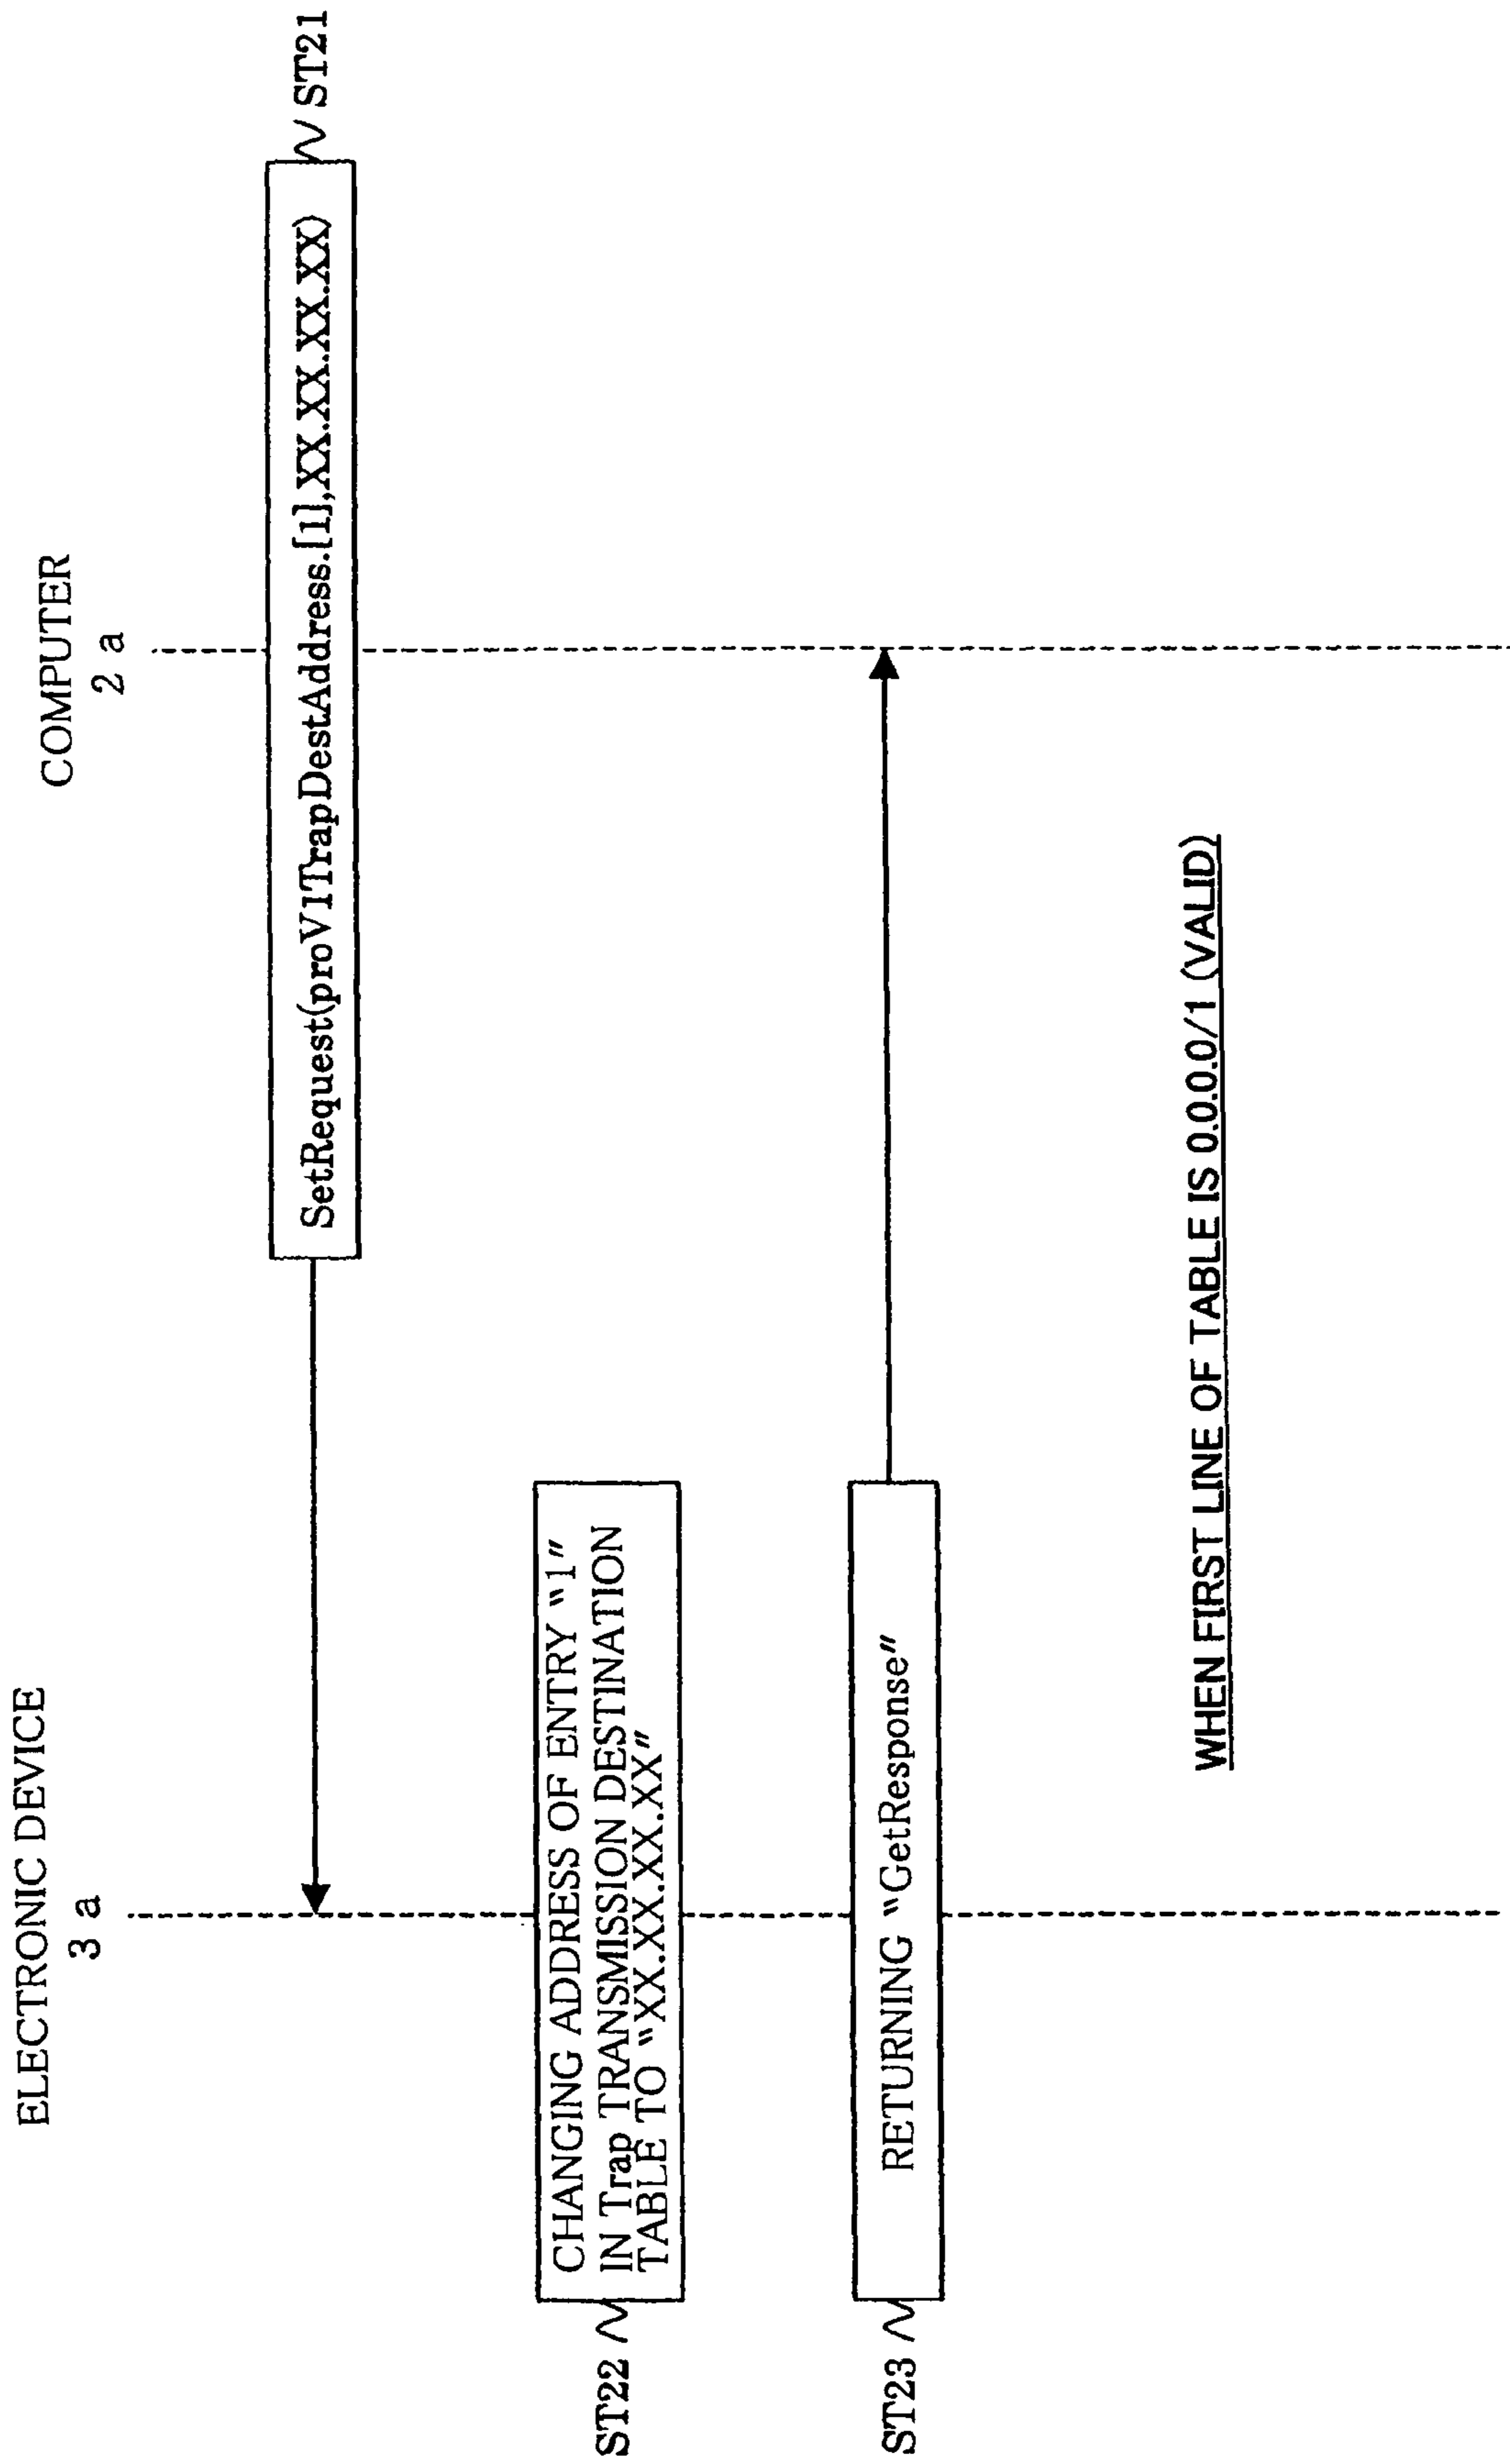 ELECTRONIC DEVICE
3 a
COMPUTER
2 a
SetRequest(proV1TrapDestAddress.[1],XX.XX.XX.XX)
ST21
ST22
CHANGING ADDRESS OF ENTRY "1"
IN Trap TRANSMISSION DESTINATION
TABLE TO "XX.XX.XX.XX"
ST23
RETURNING "GetResponse"
WHEN FIRST LINE OF TABLE IS 0.0.0.0/1 (VALID)